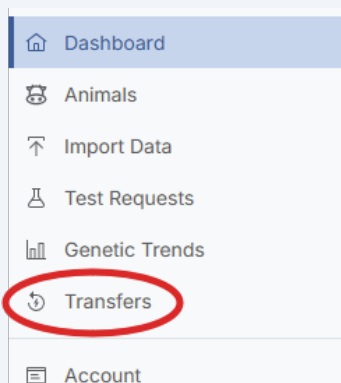 Dashboard
Animals
Import Data
Test Requests
Genetic Trends
Transfers
Account